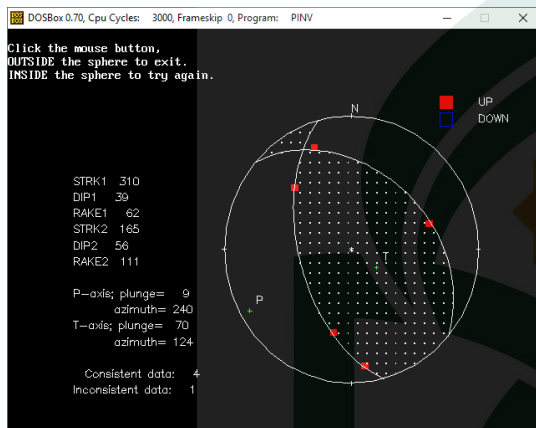 DOSBox 0.70, Cpu Cycles: 3000, Frameskip 0, Program: PINV
Click the mouse button,
OUTSIDE the sphere to exit.
INSIDE the sphere to try again.
N
UP
DOWN
STRK1 310
DIP1 39
RAKE1 62
STRK2 165
DIP2 56
RAKE2 111
T
P
P-axis; plunge= 9
azimuth= 240
T-axis; plunge= 70
azimuth= 124
Consistent data: 4
Inconsistent data: 1